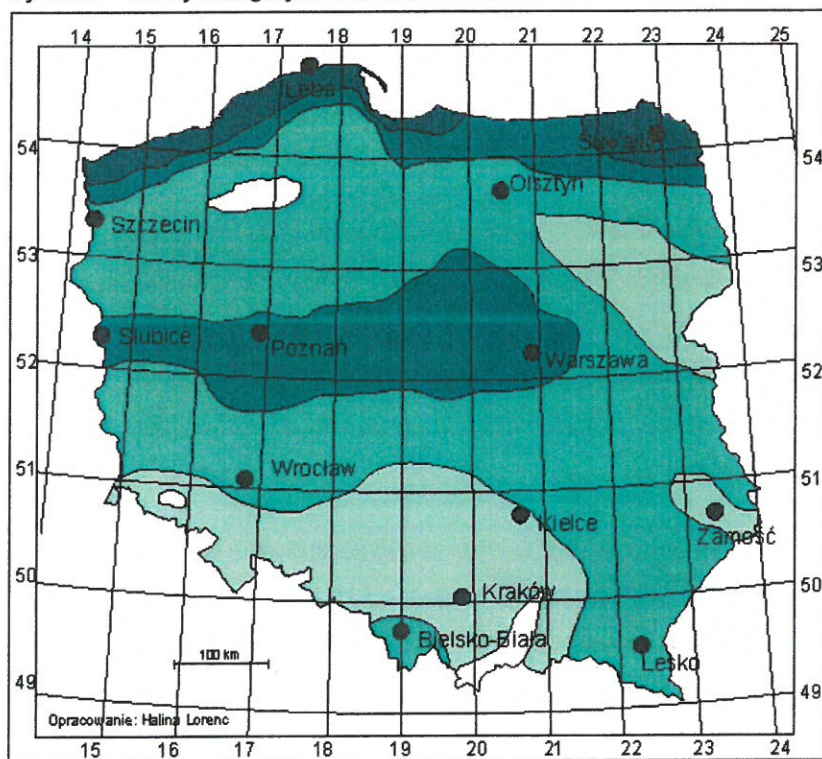 14 15 16 17 18 19 20 21 22 23 24 25
Łeba
54 54
Olsztyn
Szczecin
53 53
Słubice
Poznań
Warszawa
52 52
Wrocław
51 51
Kielce
Zamość
50 50
Kraków
Bielsko-Biała
Lesko
100 km
49 49
Opracowanie: Halina Lorenc
15 16 17 18 19 20 21 22 23 24